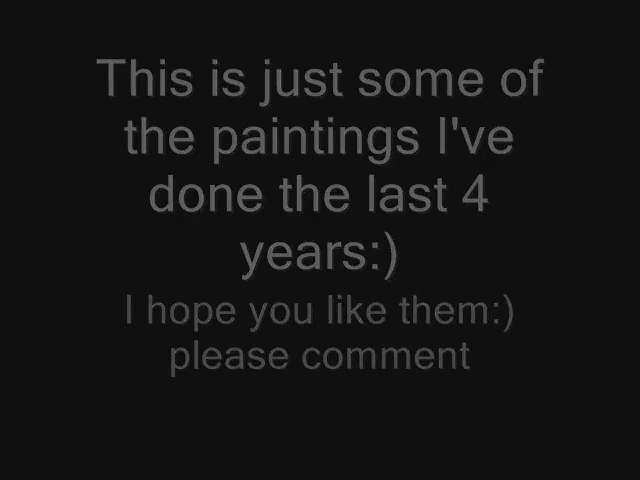 This is just some of
the paintings I've
done the last 4
years:)
I hope you like them:)
please comment